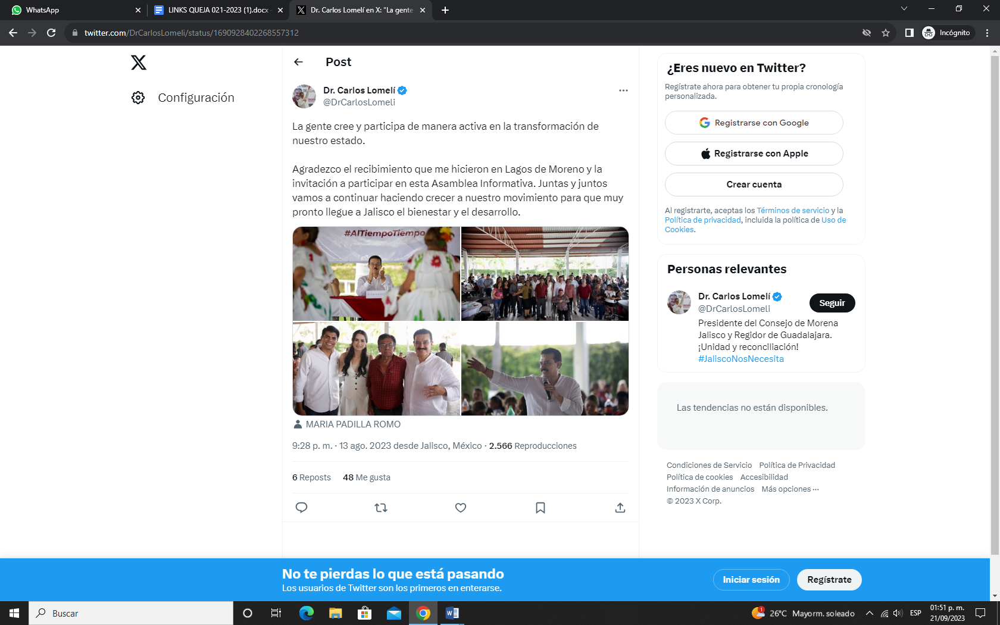 WhatsApp
LINKS QUEJA 021-2023 (1).docx -
Dr. Carlos Lomelí en X: "La gente
twitter.com/DrCarlosLomeli/status/1690928402268557312
Incógnito
Configuración
Post
Dr. Carlos Lomelí
@DrCarlosLomeli
La gente cree y participa de manera activa en la transformación de
nuestro estado.
Agradezco el recibimiento que me hicieron en Lagos de Moreno y la
invitación a participar en esta Asamblea Informativa. Juntas y juntos
vamos a continuar haciendo crecer a nuestro movimiento para que muy
pronto llegue a Jalisco el bienestar y el desarrollo.
#AlTiempoTiempo
MARIA PADILLA ROMO
9:28 p. m. · 13 ago. 2023 desde Jalisco, México · 2.566 Reproducciones
6 Reposts 48 Me gusta
¿Eres nuevo en Twitter?
Regístrate ahora para obtener tu propia cronología
personalizada.
Registrarse con Google
Registrarse con Apple
Crear cuenta
Al registrarte, aceptas los Términos de servicio y la
Política de privacidad, incluida la política de Uso de
Cookies.
Personas relevantes
Dr. Carlos Lomelí
@DrCarlosLomeli
Seguir
Presidente del Consejo de Morena
Jalisco y Regidor de Guadalajara.
¡Unidad y reconciliación!
#JaliscoNosNecesita
Las tendencias no están disponibles.
Condiciones de Servicio Política de Privacidad
Política de cookies Accesibilidad
Información de anuncios Más opciones ···
© 2023 X Corp.
No te pierdas lo que está pasando
Los usuarios de Twitter son los primeros en enterarse.
Iniciar sesión
Regístrate
Buscar
1
26°C Mayorm. soleado
ESP
01:51 p. m.
21/09/2023